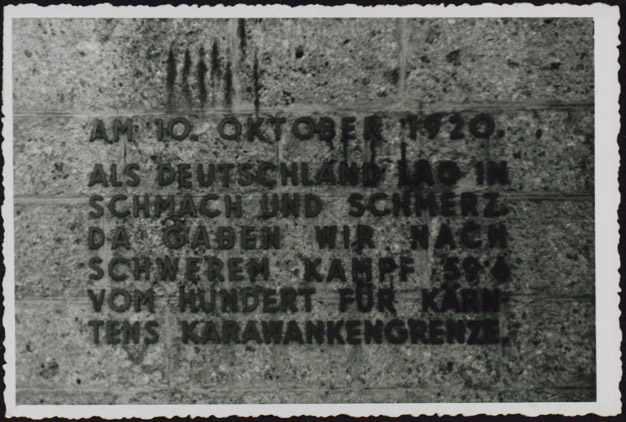 AM 10. OKTOBER 1920.
ALS DEUTSCHLAND LAG IN
SCHMACH UND SCHMERZ.
DA GABEN WIR NACH
SCHWEREM KAMPF 59·6
VOM HUNDERT FÜR KÄRN-
TENS KARAWANKENGRENZE.